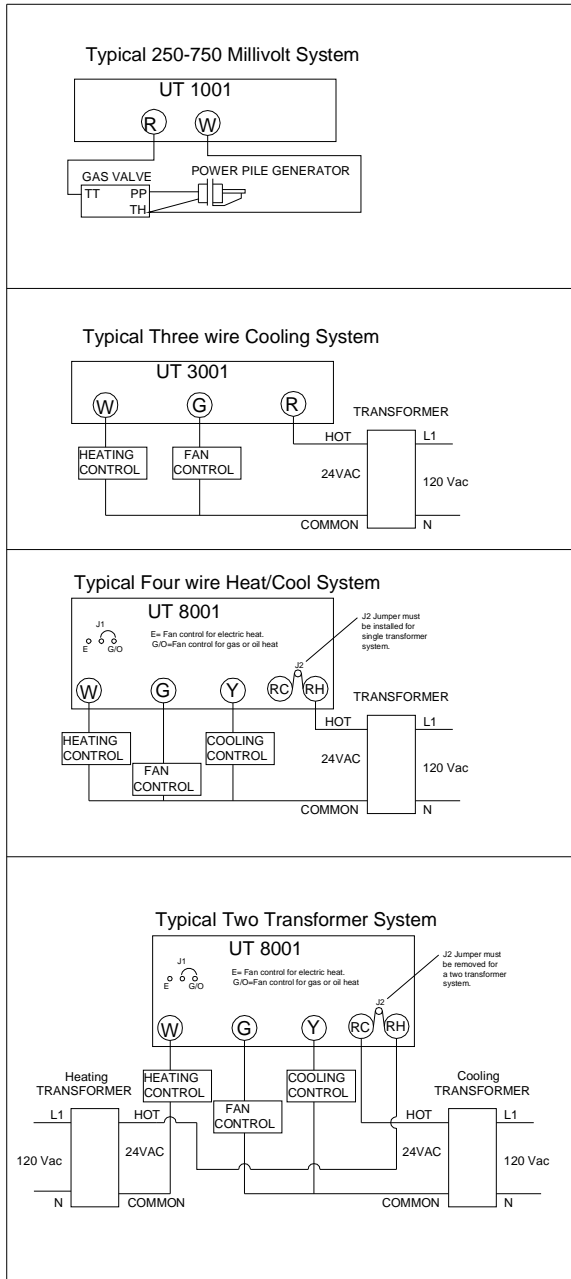 Typical 250-750 Millivolt System
UT 1001
R W
GAS VALVE POWER PILE GENERATOR
TT PP
TH
Typical Three wire Cooling System
UT 3001
W G R
TRANSFORMER
HOT L1
HEATING CONTROL
FAN CONTROL
24VAC 120 Vac
COMMON N
Typical Four wire Heat/Cool System
UT 8001
J1
E G/O
E= Fan control for electric heat.
G/O=Fan control for gas or oil heat
J2 Jumper must
be installed for
single transformer
system.
J2
W G Y RC RH
TRANSFORMER
HOT L1
HEATING
CONTROL
FAN
CONTROL
COOLING
CONTROL
24VAC 120 Vac
COMMON N
Typical Two Transformer System
UT 8001
J1
E G/O
E= Fan control for electric heat.
G/O=Fan control for gas or oil heat
J2 Jumper must
be removed for
a two transformer
system.
J2
W G Y RC RH
Heating
TRANSFORMER
HEATING
CONTROL
FAN
CONTROL
COOLING
CONTROL
Cooling
TRANSFORMER
L1 HOT HOT L1
120 Vac 24VAC 24VAC 120 Vac
N COMMON COMMON N